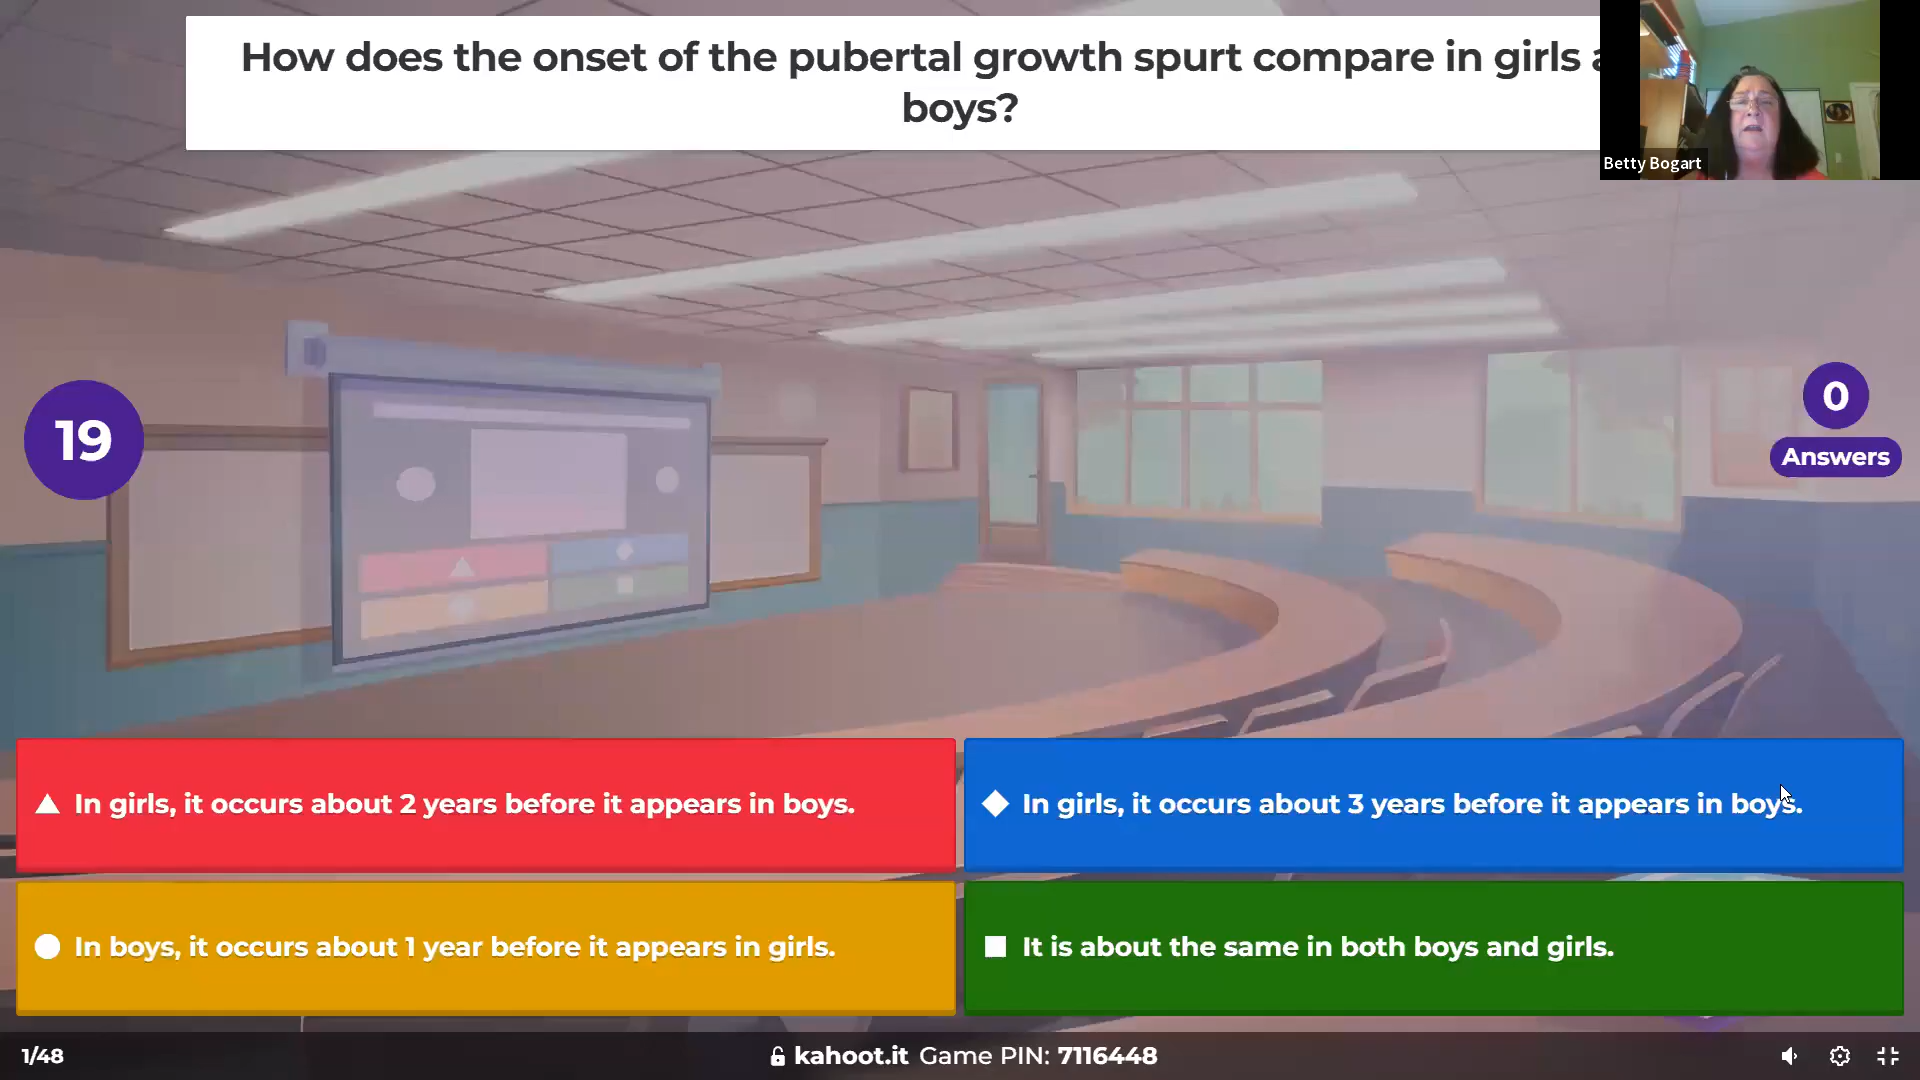 How does the onset of the pubertal growth spurt compare in girls
boys?
Betty Bogart
19
0
Answers
In girls, it occurs about 2 years before it appears in boys.
In girls, it occurs about 3 years before it appears in boys.
In boys, it occurs about 1 year before it appears in girls.
It is about the same in both boys and girls.
1/48
kahoot.it Game PIN: 7116448